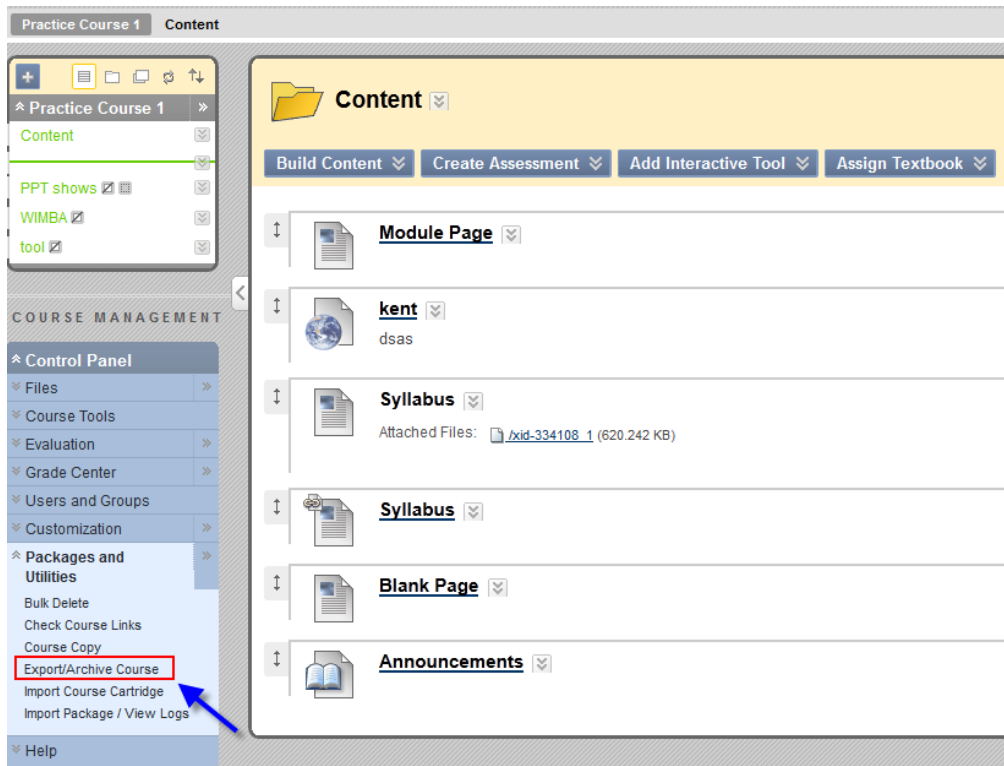 Practice Course 1 Content
Practice Course 1
Content
PPT shows
WIMBA
tool
COURSE MANAGEMENT
Control Panel
Files
Course Tools
Evaluation
Grade Center
Users and Groups
Customization
Packages and
Utilities
Bulk Delete
Check Course Links
Course Copy
Export/Archive Course
Import Course Cartridge
Import Package / View Logs
Help
Content
Build Content Create Assessment Add Interactive Tool Assign Textbook
Module Page
kent
dsas
Syllabus
Attached Files: /xid-334108_1 (620.242 KB)
Syllabus
Blank Page
Announcements